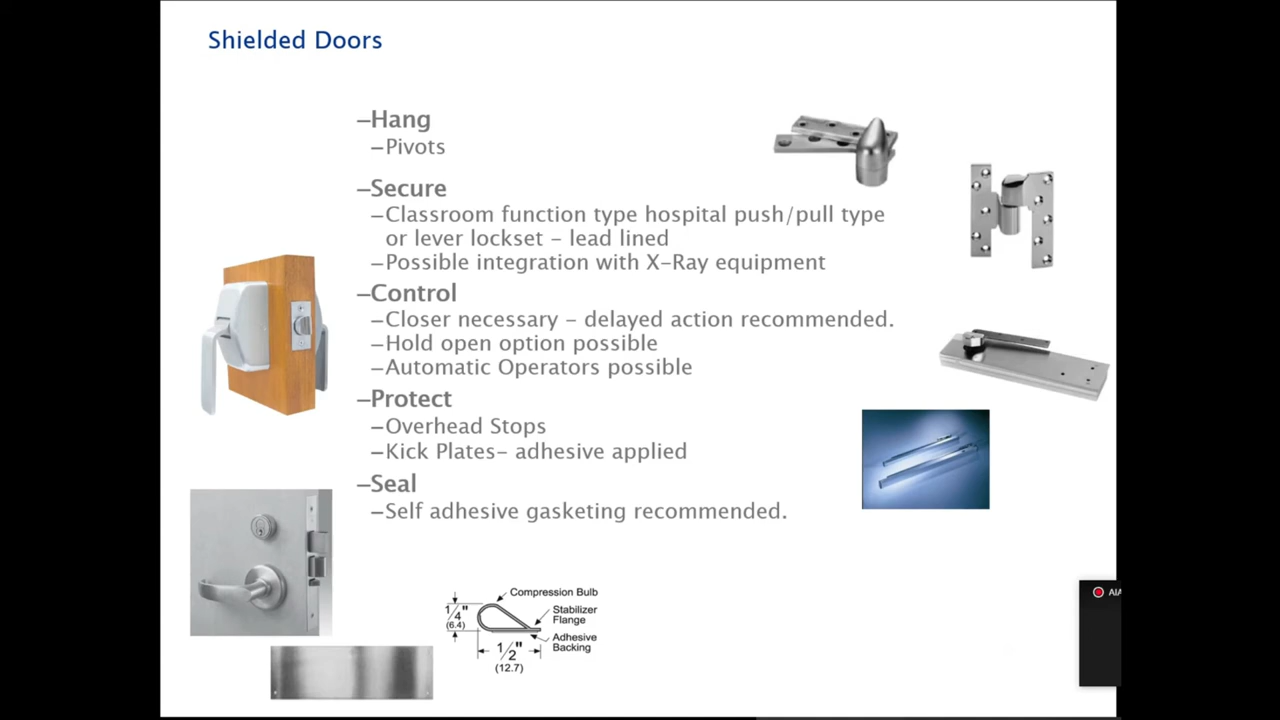 Shielded Doors
–Hang
–Pivots
–Secure
–Classroom function type hospital push/pull type
or lever lockset – lead lined
–Possible integration with X-Ray equipment
–Control
–Closer necessary – delayed action recommended.
–Hold open option possible
–Automatic Operators possible
–Protect
–Overhead Stops
–Kick Plates– adhesive applied
–Seal
–Self adhesive gasketing recommended.
Compression Bulb
1/4"
(6.4)
Stabilizer
Flange
Adhesive
Backing
1/2"
(12.7)
AIA